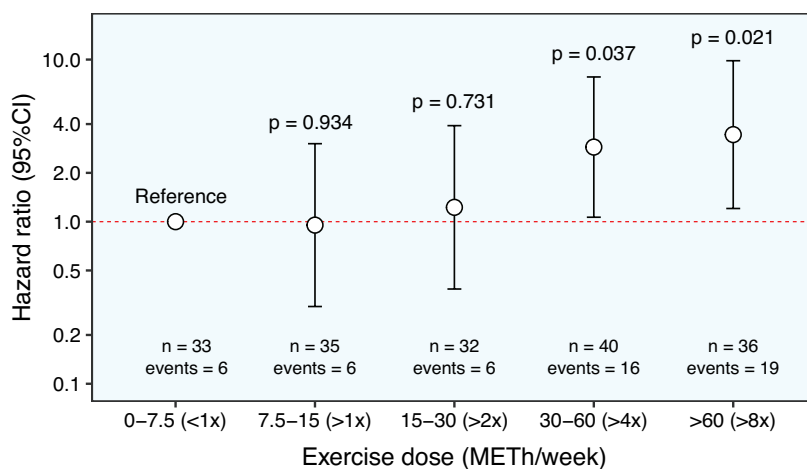 Hazard ratio (95%CI)
10.0
4.0
2.0
1.0
0.5
0.2
0.1
Reference
p = 0.934
p = 0.731
p = 0.037
p = 0.021
n = 33
events = 6
n = 35
events = 6
n = 32
events = 6
n = 40
events = 16
n = 36
events = 19
0−7.5 (<1x)
7.5−15 (>1x)
15−30 (>2x)
30−60 (>4x)
>60 (>8x)
Exercise dose (METh/week)